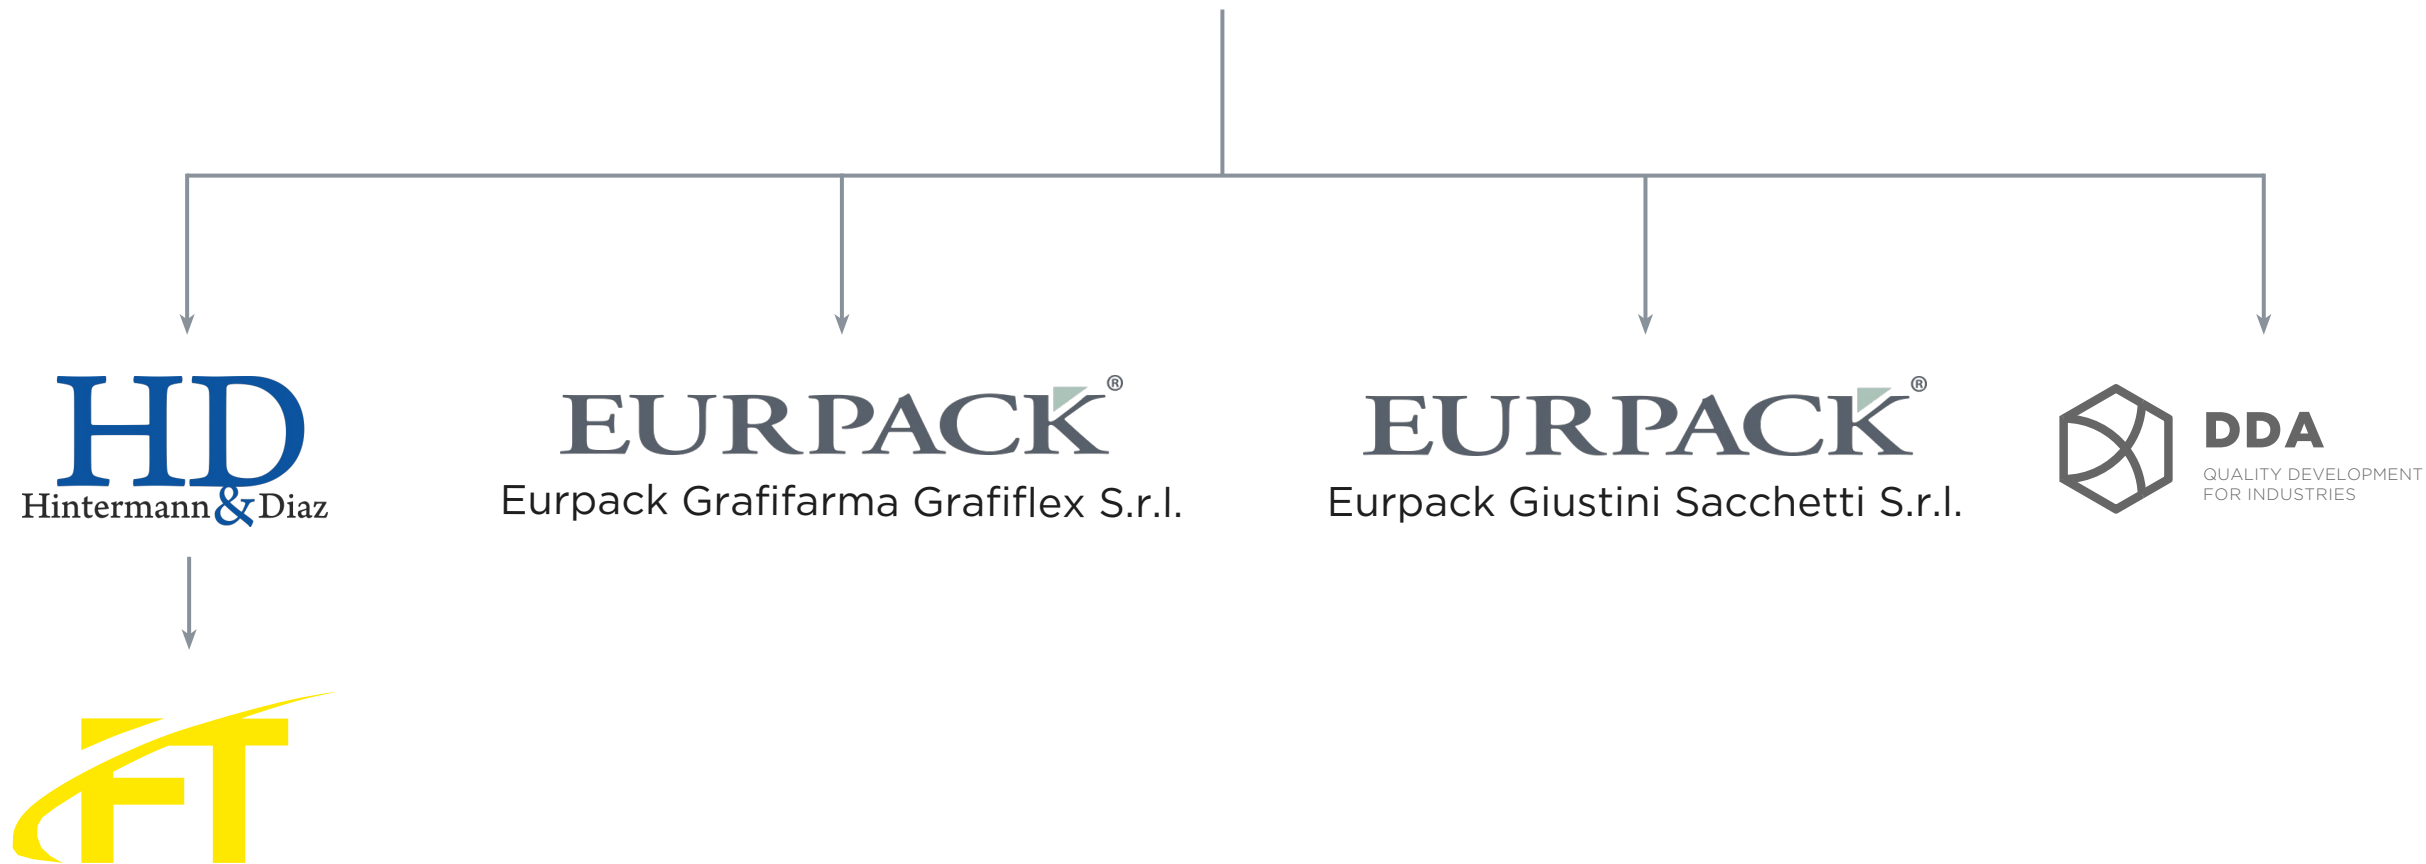 HD
Hintermann & Diaz
EURPACK®
Eurpack Grafifarma Grafiflex S.r.l.
EURPACK®
Eurpack Giustini Sacchetti S.r.l.
DDA
QUALITY DEVELOPMENT
FOR INDUSTRIES
FT